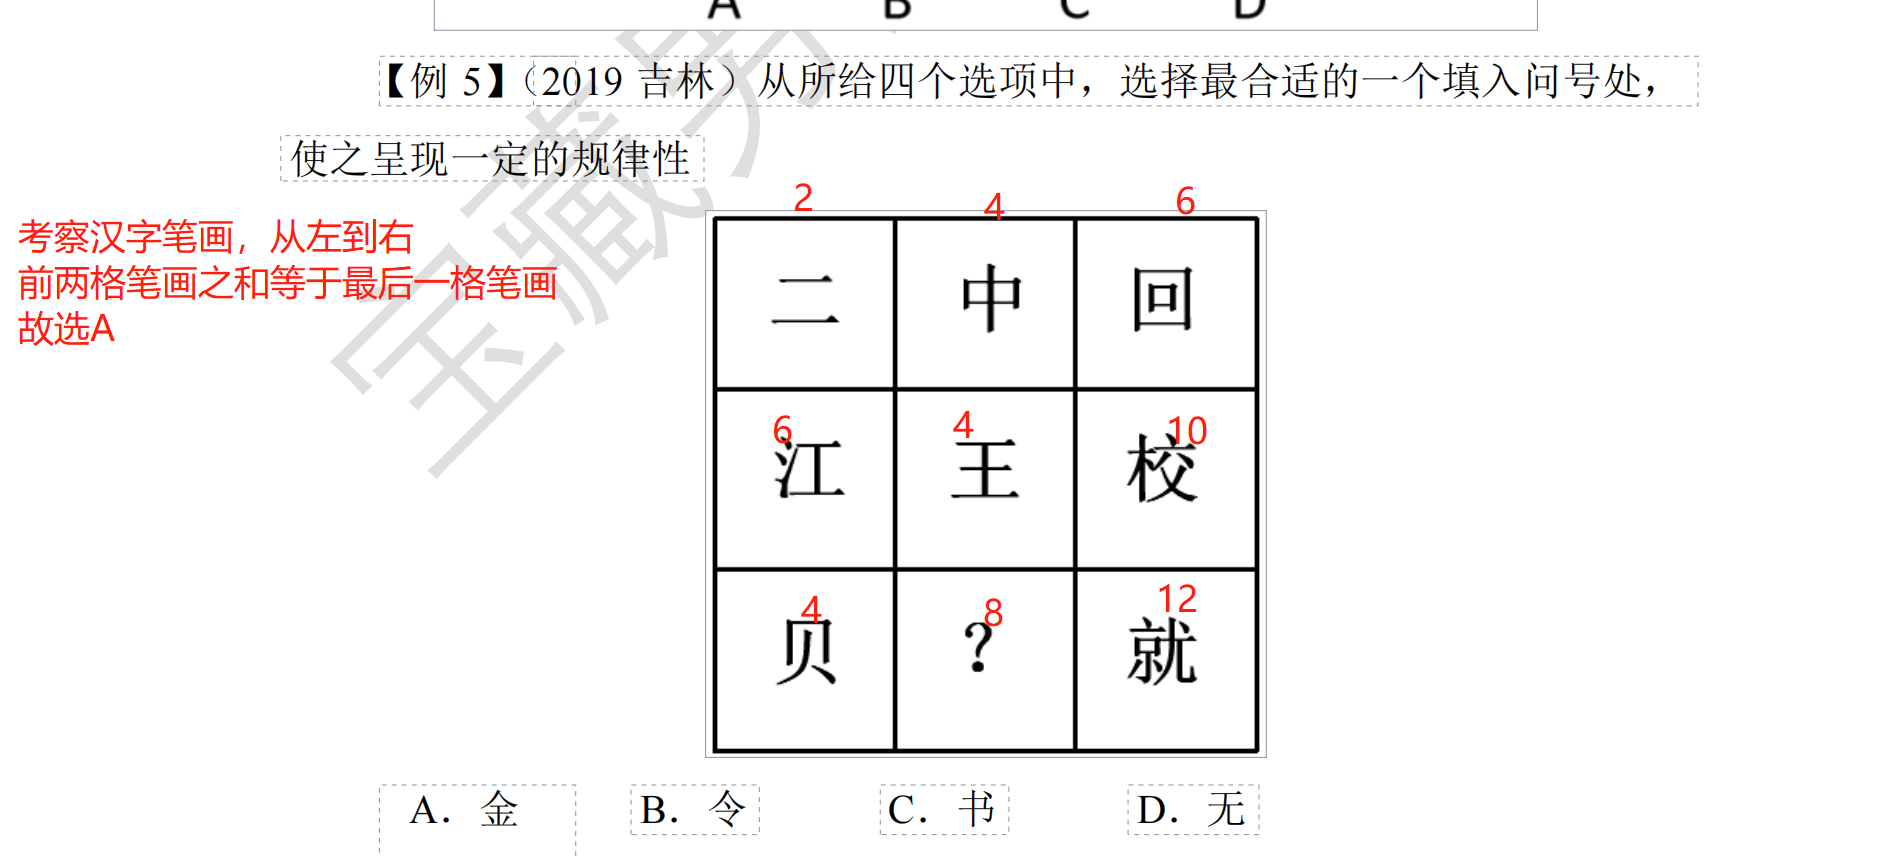 A B C D
【例 5】（2019 吉林）从所给四个选项中，选择最合适的一个填入问号处，
使之呈现一定的规律性
考察汉字笔画，从左到右
前两格笔画之和等于最后一格笔画
故选A
2 4 6
二 中 回
6 4 10
江 王 校
4 8 12
贝 ? 就
A. 金 B. 令 C. 书 D. 无
宝藏男